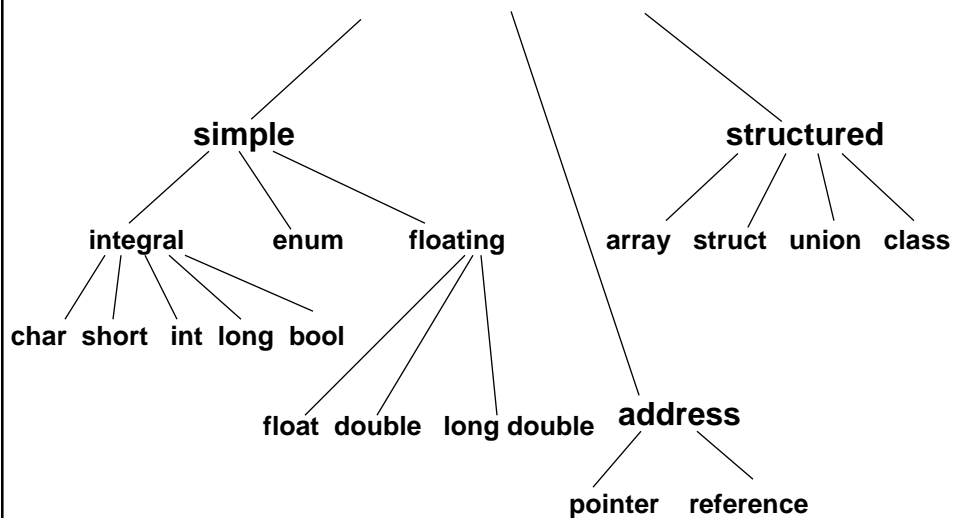 simple structured
integral enum floating array struct union class
char short int long bool
address
float double long double
pointer reference